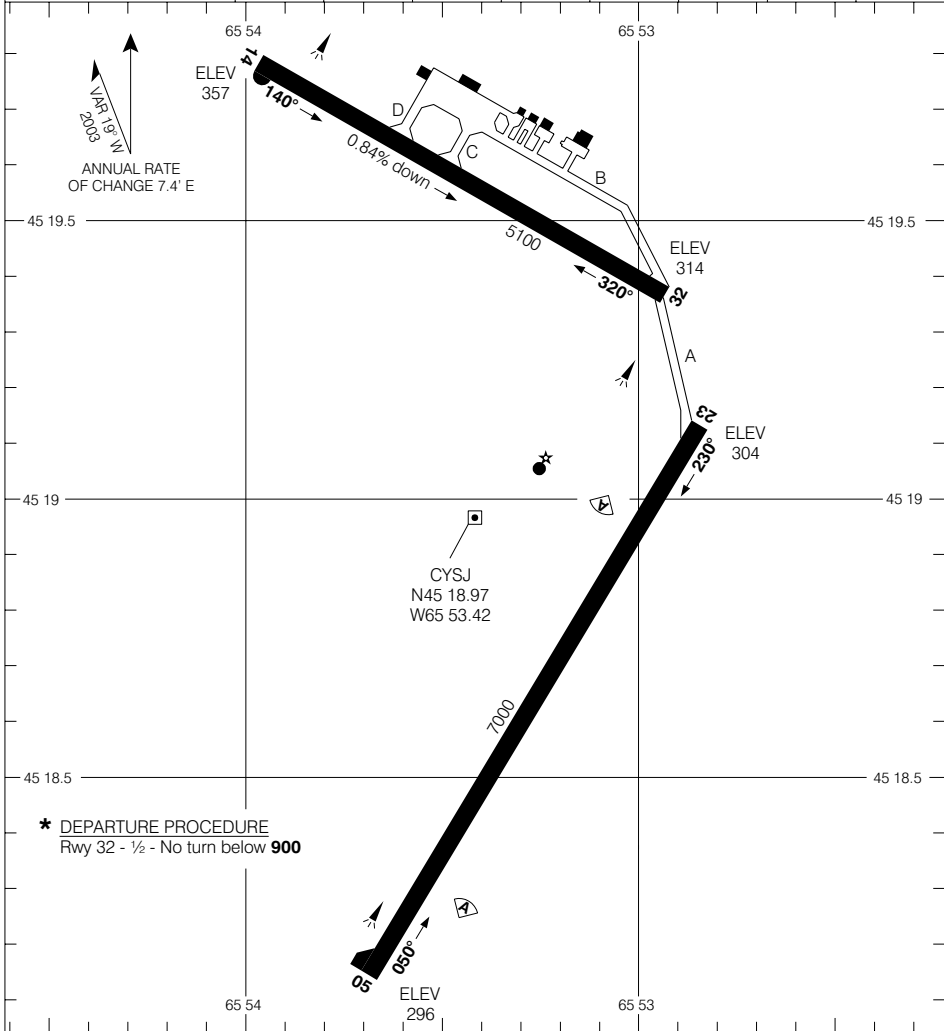 65 54
65 53
14
ELEV
357
140°
VAR 19° W
2003
ANNUAL RATE
OF CHANGE 7.4' E
D
C
B
0.84% down
45 19.5
45 19.5
5100
ELEV
314
320°
32
A
23
ELEV
304
230°
45 19
45 19
A
CYSJ
N45 18.97
W65 53.42
7000
45 18.5
45 18.5
* DEPARTURE PROCEDURE
Rwy 32 - ½ - No turn below 900
A
050°
05
ELEV
296
65 54
65 53